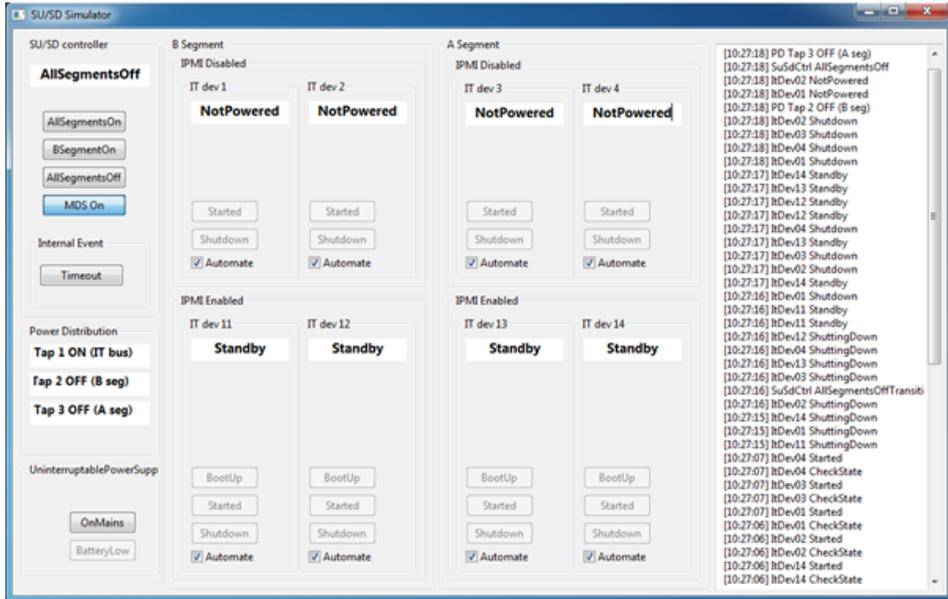 SU/SD Simulator
SU/SD controller
AllSegmentsOff
AllSegmentsOn
BSegmentOn
AllSegmentsOff
MDS On
Internal Event
Timeout
Power Distribution
Tap 1 ON (IT bus)
Tap 2 OFF (B seg)
Tap 3 OFF (A seg)
UninterruptablePowerSupp
OnMains
BatteryLow
B Segment
IPMI Disabled
IT dev 1
NotPowered
Started
Shutdown
Automate
IT dev 2
NotPowered
Started
Shutdown
Automate
IPMI Enabled
IT dev 11
Standby
BootUp
Started
Shutdown
Automate
IT dev 12
Standby
BootUp
Started
Shutdown
Automate
A Segment
IPMI Disabled
IT dev 3
NotPowered
Started
Shutdown
Automate
IT dev 4
NotPowered
Started
Shutdown
Automate
IPMI Enabled
IT dev 13
Standby
BootUp
Started
Shutdown
Automate
IT dev 14
Standby
BootUp
Started
Shutdown
Automate
[10:27:18] PD Tap 3 OFF (A seg)
[10:27:18] SuSdCtrl AllSegmentsOff
[10:27:18] ItDev02 NotPowered
[10:27:18] ItDev01 NotPowered
[10:27:18] PD Tap 2 OFF (B seg)
[10:27:18] ItDev02 Shutdown
[10:27:18] ItDev03 Shutdown
[10:27:18] ItDev04 Shutdown
[10:27:18] ItDev01 Shutdown
[10:27:17] ItDev14 Standby
[10:27:17] ItDev13 Standby
[10:27:17] ItDev12 Standby
[10:27:17] ItDev12 Standby
[10:27:17] ItDev04 Shutdown
[10:27:17] ItDev13 Standby
[10:27:17] ItDev03 Shutdown
[10:27:17] ItDev02 Shutdown
[10:27:17] ItDev14 Standby
[10:27:16] ItDev01 Shutdown
[10:27:16] ItDev11 Standby
[10:27:16] ItDev11 Standby
[10:27:16] ItDev12 ShuttingDown
[10:27:16] ItDev04 ShuttingDown
[10:27:16] ItDev13 ShuttingDown
[10:27:16] ItDev03 ShuttingDown
[10:27:16] SuSdCtrl AllSegmentsOffTransiti
[10:27:16] ItDev02 ShuttingDown
[10:27:15] ItDev14 ShuttingDown
[10:27:15] ItDev01 ShuttingDown
[10:27:15] ItDev11 ShuttingDown
[10:27:07] ItDev04 Started
[10:27:07] ItDev04 CheckState
[10:27:07] ItDev03 Started
[10:27:07] ItDev03 CheckState
[10:27:07] ItDev01 Started
[10:27:06] ItDev01 CheckState
[10:27:06] ItDev02 Started
[10:27:06] ItDev02 CheckState
[10:27:06] ItDev14 Started
[10:27:06] ItDev14 CheckState